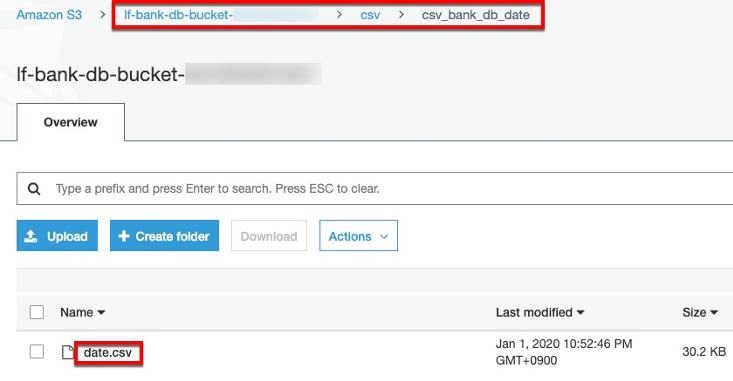 Amazon S3 > lf-bank-db-bucket- > csv > csv_bank_db_date
lf-bank-db-bucket-
Overview
Type a prefix and press Enter to search. Press ESC to clear.
Upload + Create folder Download Actions
Name Last modified Size
date.csv Jan 1, 2020 10:52:46 PM GMT+0900 30.2 KB